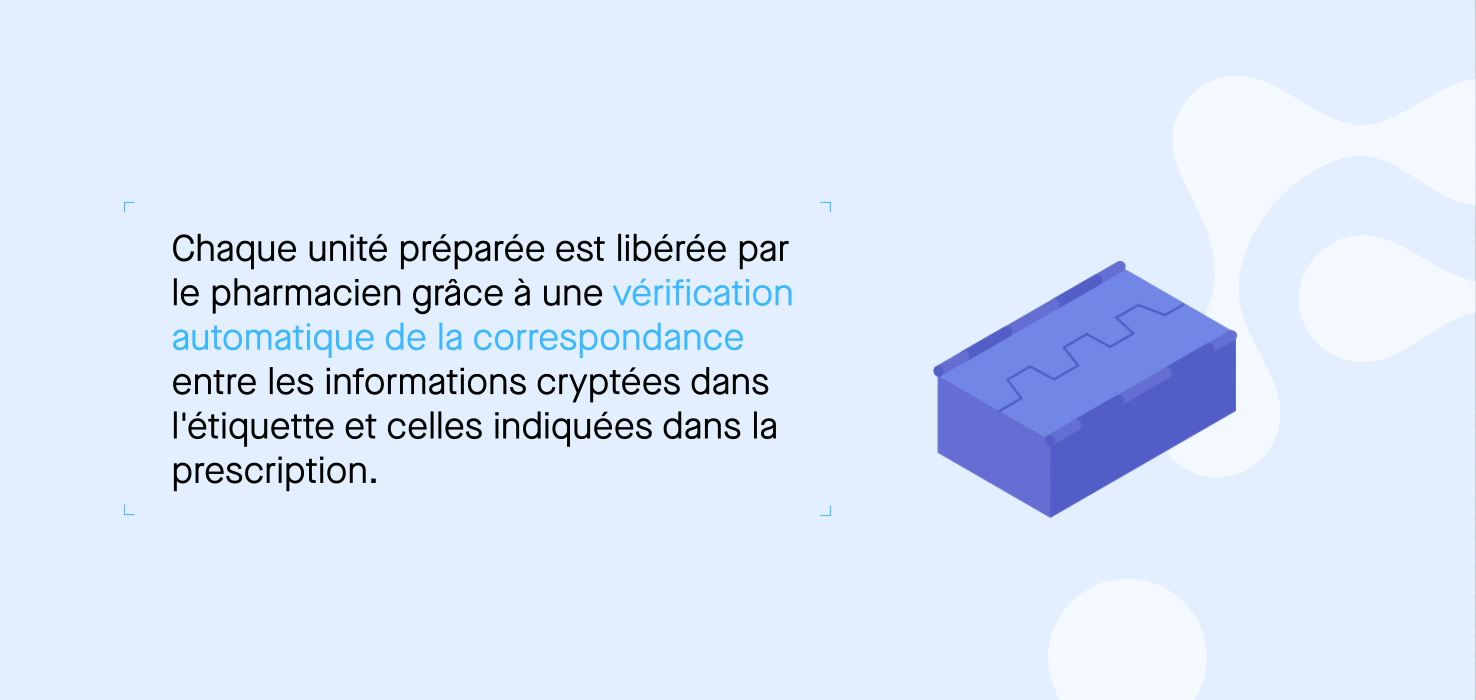 Chaque unité préparée est libérée par
le pharmacien grâce à une vérification
automatique de la correspondance
entre les informations cryptées dans
l'étiquette et celles indiquées dans la
prescription.